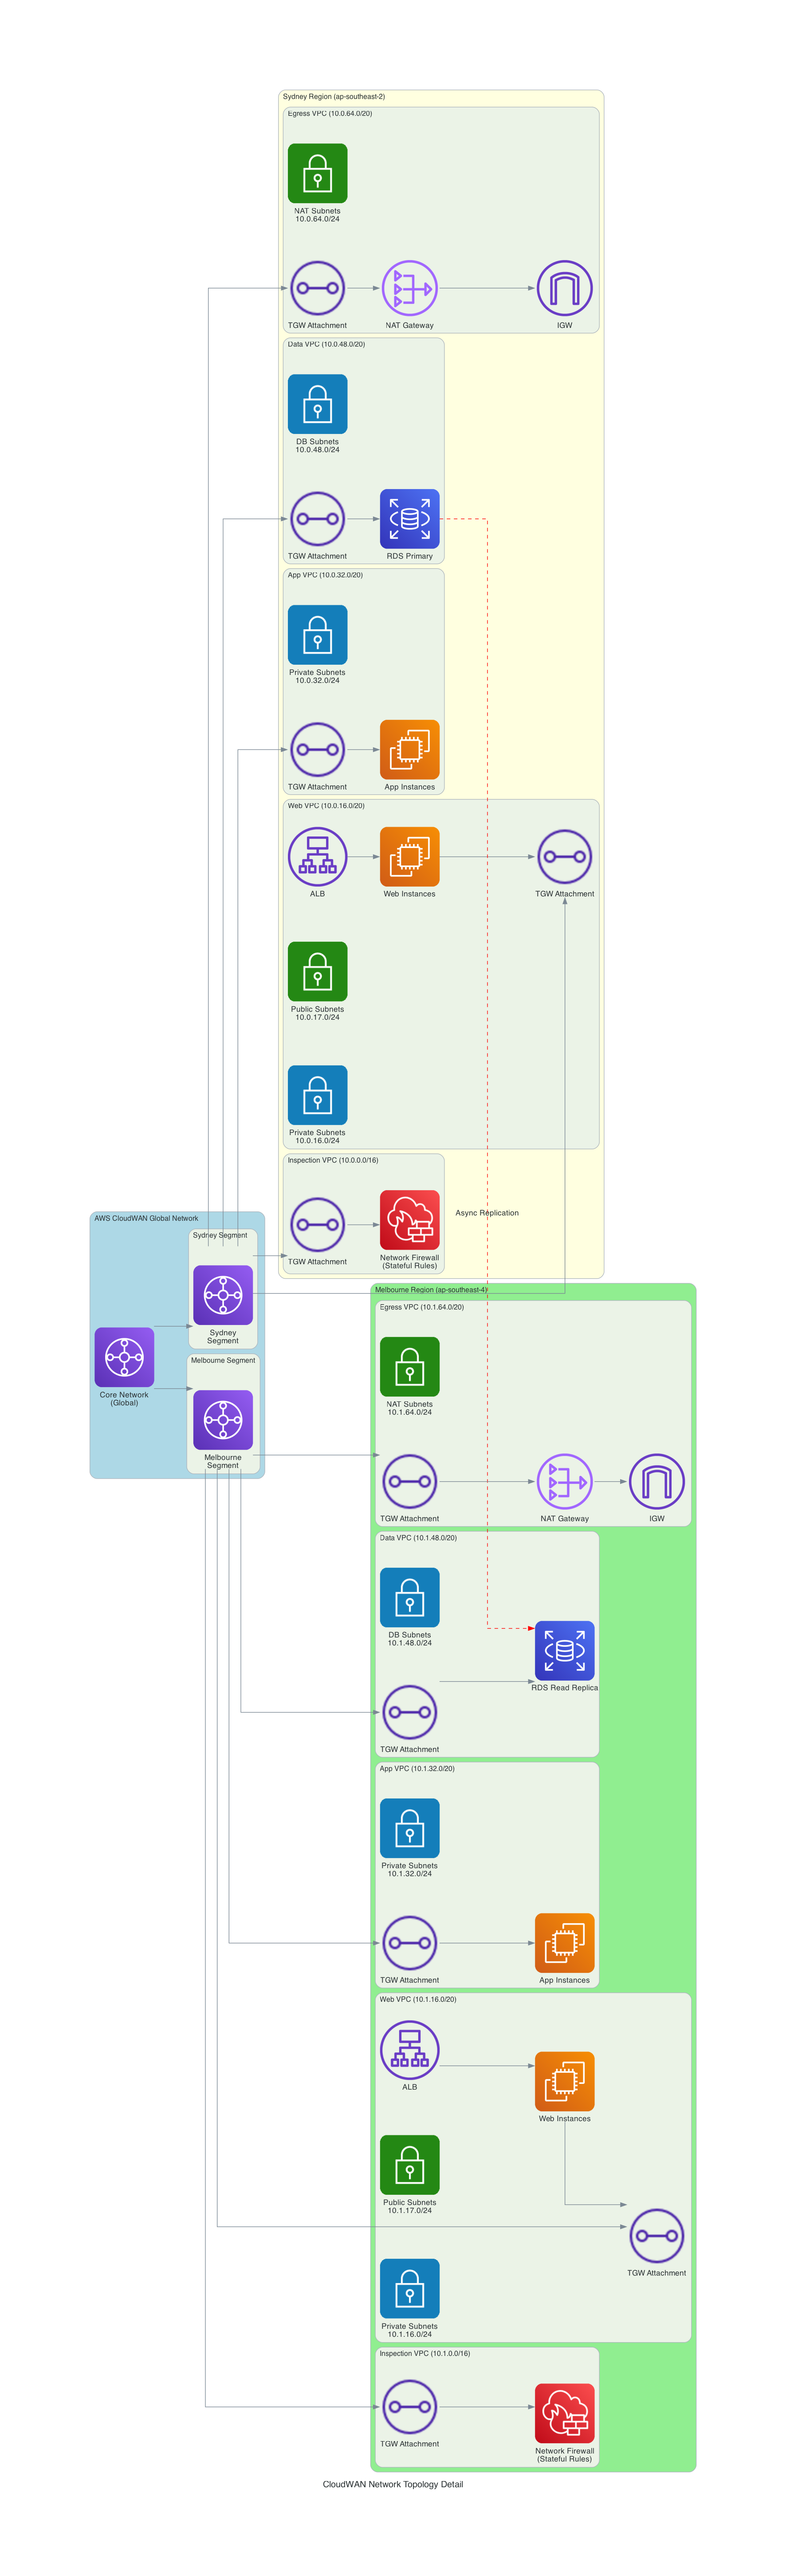 Sydney Region (ap-southeast-2)
Egress VPC (10.0.64.0/20)
NAT Subnets
10.0.64.0/24
TGW Attachment
NAT Gateway
IGW
Data VPC (10.0.48.0/20)
DB Subnets
10.0.48.0/24
TGW Attachment
RDS Primary
App VPC (10.0.32.0/20)
Private Subnets
10.0.32.0/24
TGW Attachment
App Instances
Web VPC (10.0.16.0/20)
ALB
Web Instances
TGW Attachment
Public Subnets
10.0.17.0/24
Private Subnets
10.0.16.0/24
Inspection VPC (10.0.0.0/16)
TGW Attachment
Network Firewall
(Stateful Rules)
Async Replication
AWS CloudWAN Global Network
Sydney Segment
Sydney
Segment
Core Network
(Global)
Melbourne Segment
Melbourne
Segment
Melbourne Region (ap-southeast-4)
Egress VPC (10.1.64.0/20)
NAT Subnets
10.1.64.0/24
TGW Attachment
NAT Gateway
IGW
Data VPC (10.1.48.0/20)
DB Subnets
10.1.48.0/24
RDS Read Replica
TGW Attachment
App VPC (10.1.32.0/20)
Private Subnets
10.1.32.0/24
TGW Attachment
App Instances
Web VPC (10.1.16.0/20)
ALB
Web Instances
Public Subnets
10.1.17.0/24
TGW Attachment
Private Subnets
10.1.16.0/24
Inspection VPC (10.1.0.0/16)
TGW Attachment
Network Firewall
(Stateful Rules)
CloudWAN Network Topology Detail